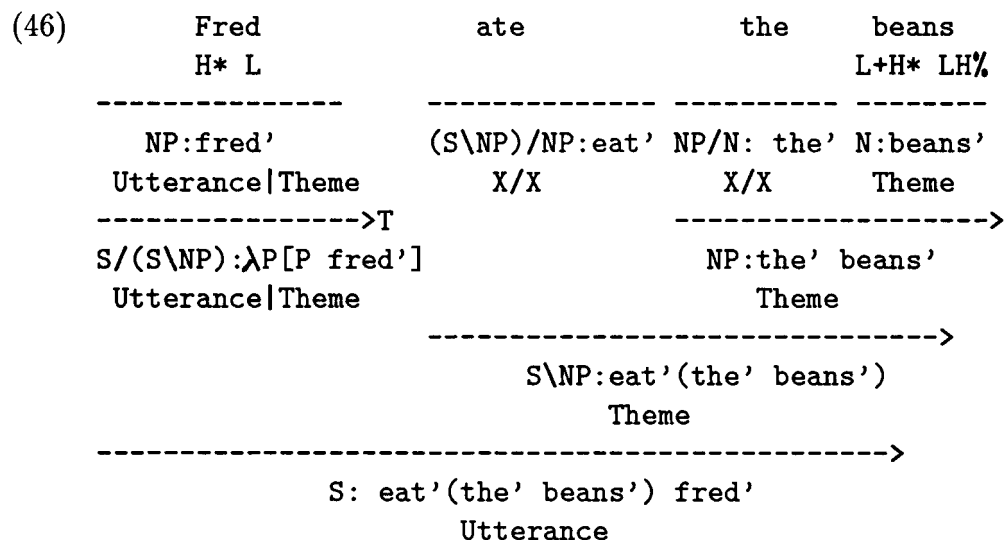 (46) Fred ate the beans
H* L L+H* LH%
--------------- -------------- ---------- --------
NP:fred' (S\NP)/NP:eat' NP/N: the' N:beans'
Utterance|Theme X/X X/X Theme
---------------->T ------------------->
S/(S\NP):λP[P fred'] NP:the' beans'
Utterance|Theme Theme
------------------------------->
S\NP:eat'(the' beans')
Theme
------------------------------------------------>
S: eat'(the' beans') fred'
Utterance